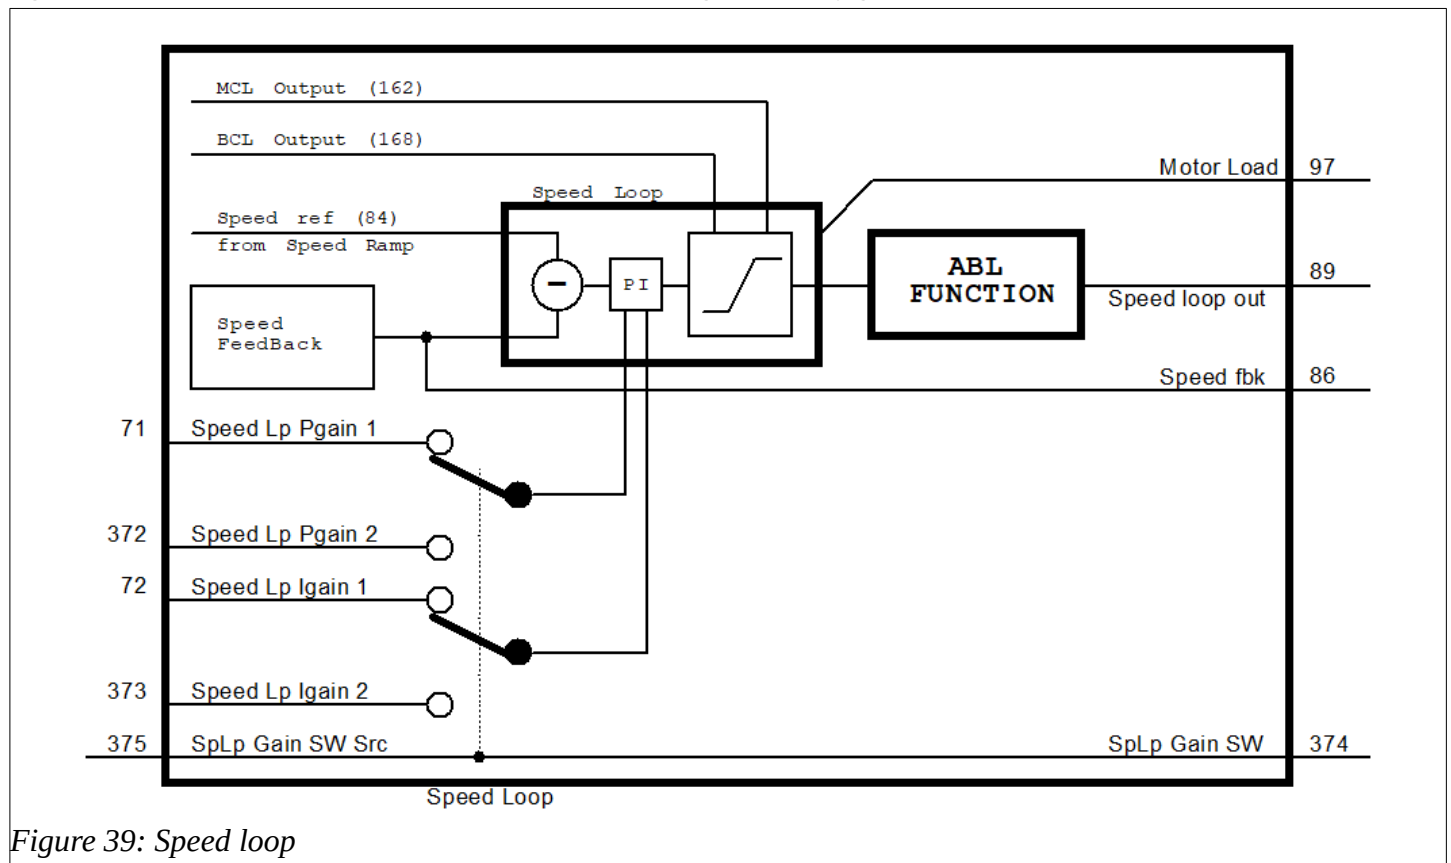 MCL Output (162)
BCL Output (168)
Motor Load 97
Speed Loop
Speed ref (84)
from Speed Ramp
ABL
FUNCTION
89
Speed loop out
PI
Speed
FeedBack
Speed fbk 86
71 Speed Lp Pgain 1
372 Speed Lp Pgain 2
72 Speed Lp Igain 1
373 Speed Lp Igain 2
375 SpLp Gain SW Src
SpLp Gain SW 374
Speed Loop
Figure 39: Speed loop